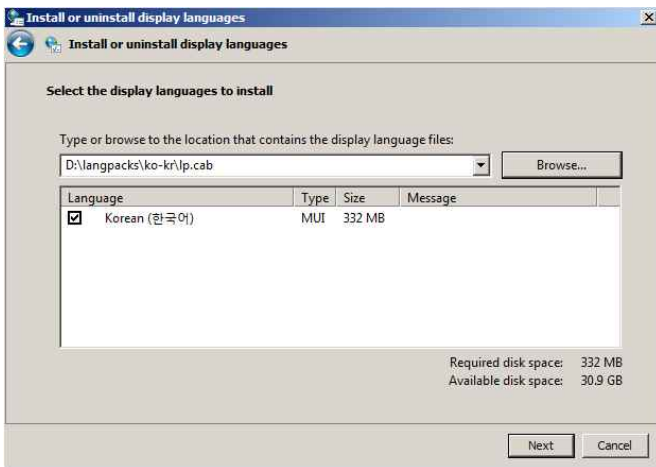 Install or uninstall display languages
Install or uninstall display languages
Select the display languages to install
Type or browse to the location that contains the display language files:
D:\langpacks\ko-kr\lp.cab
Browse...
Language Type Size Message
Korean (한국어) MUI 332 MB
Required disk space: 332 MB
Available disk space: 30.9 GB
Next Cancel